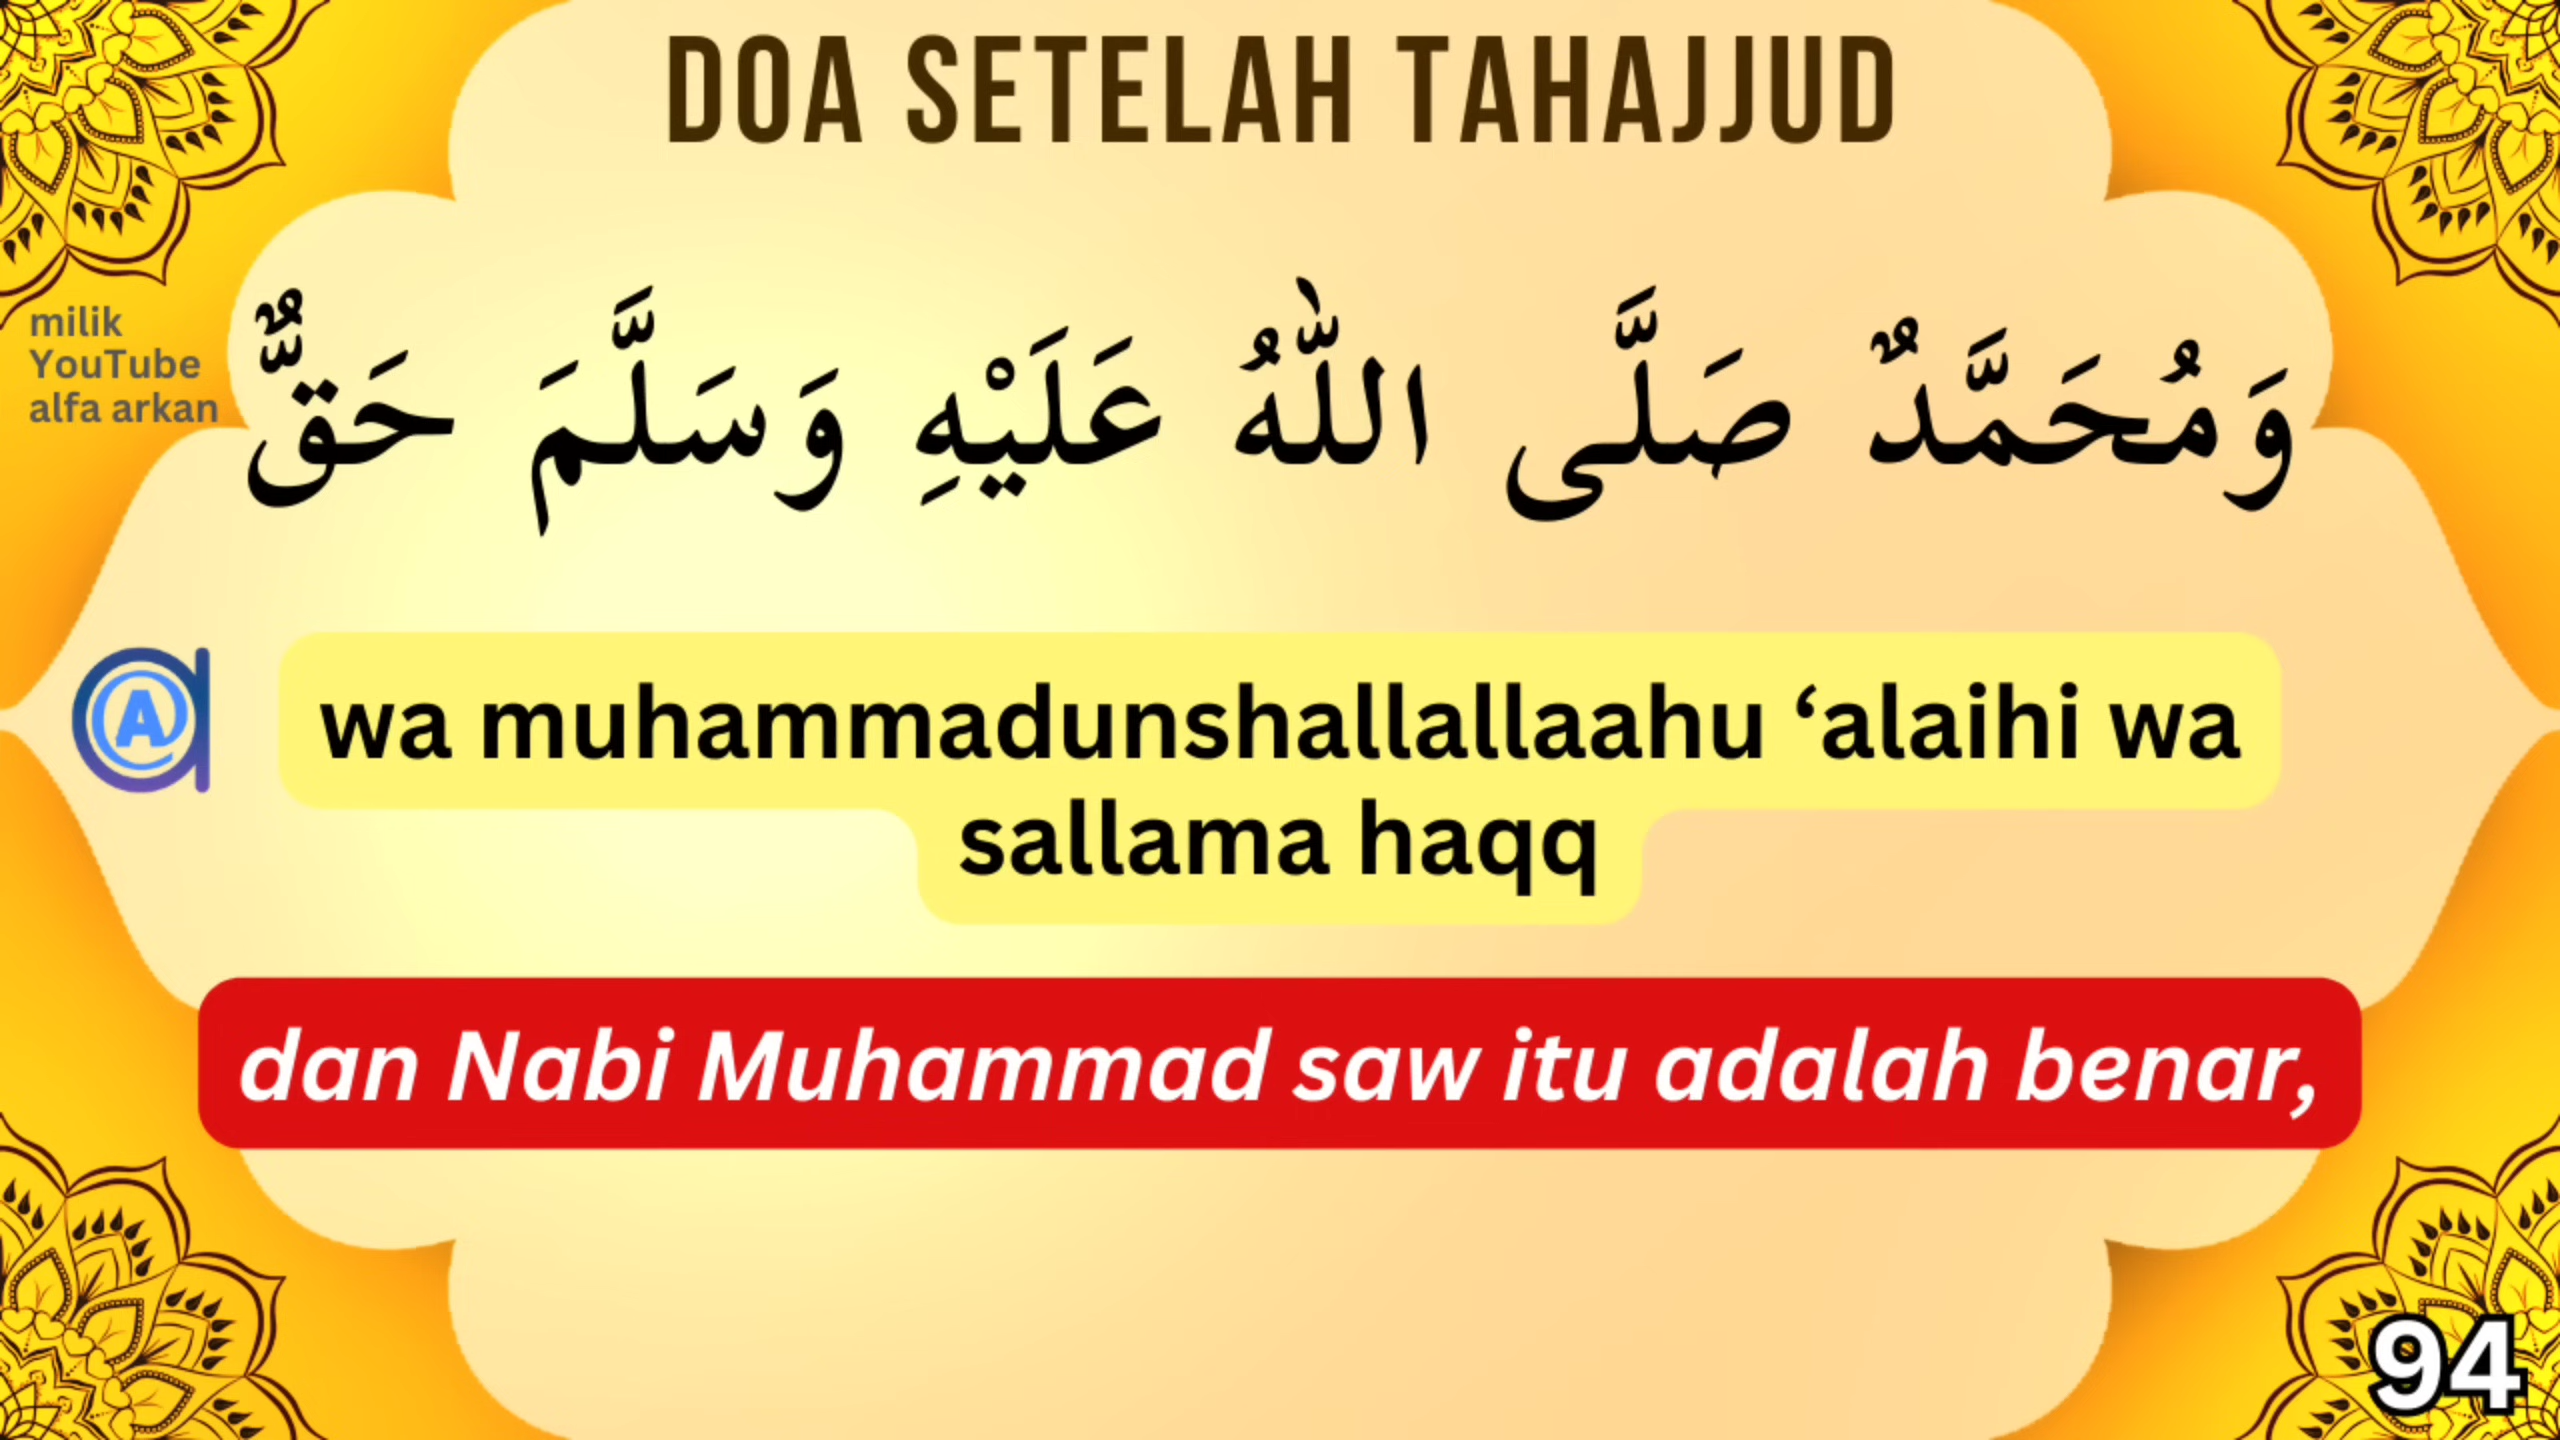 DOA SETELAH TAHAJJUD
وَمُحَمَّدٌ صَلَّى اللّٰهُ عَلَيْهِ وَسَلَّمَ حَقٌّ
milik
YouTube
alfa arkan
wa muhammadunshallallaahu ‘alaihi wa
sallama haqq
dan Nabi Muhammad saw itu adalah benar,
94